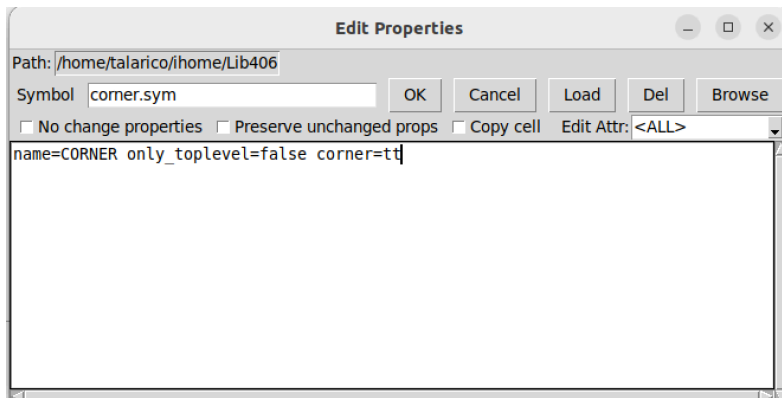 Edit Properties
Path: /home/talarico/ihome/Lib406
Symbol corner.sym OK Cancel Load Del Browse
No change properties Preserve unchanged props Copy cell Edit Attr: <ALL>
name=CORNER only_toplevel=false corner=tt